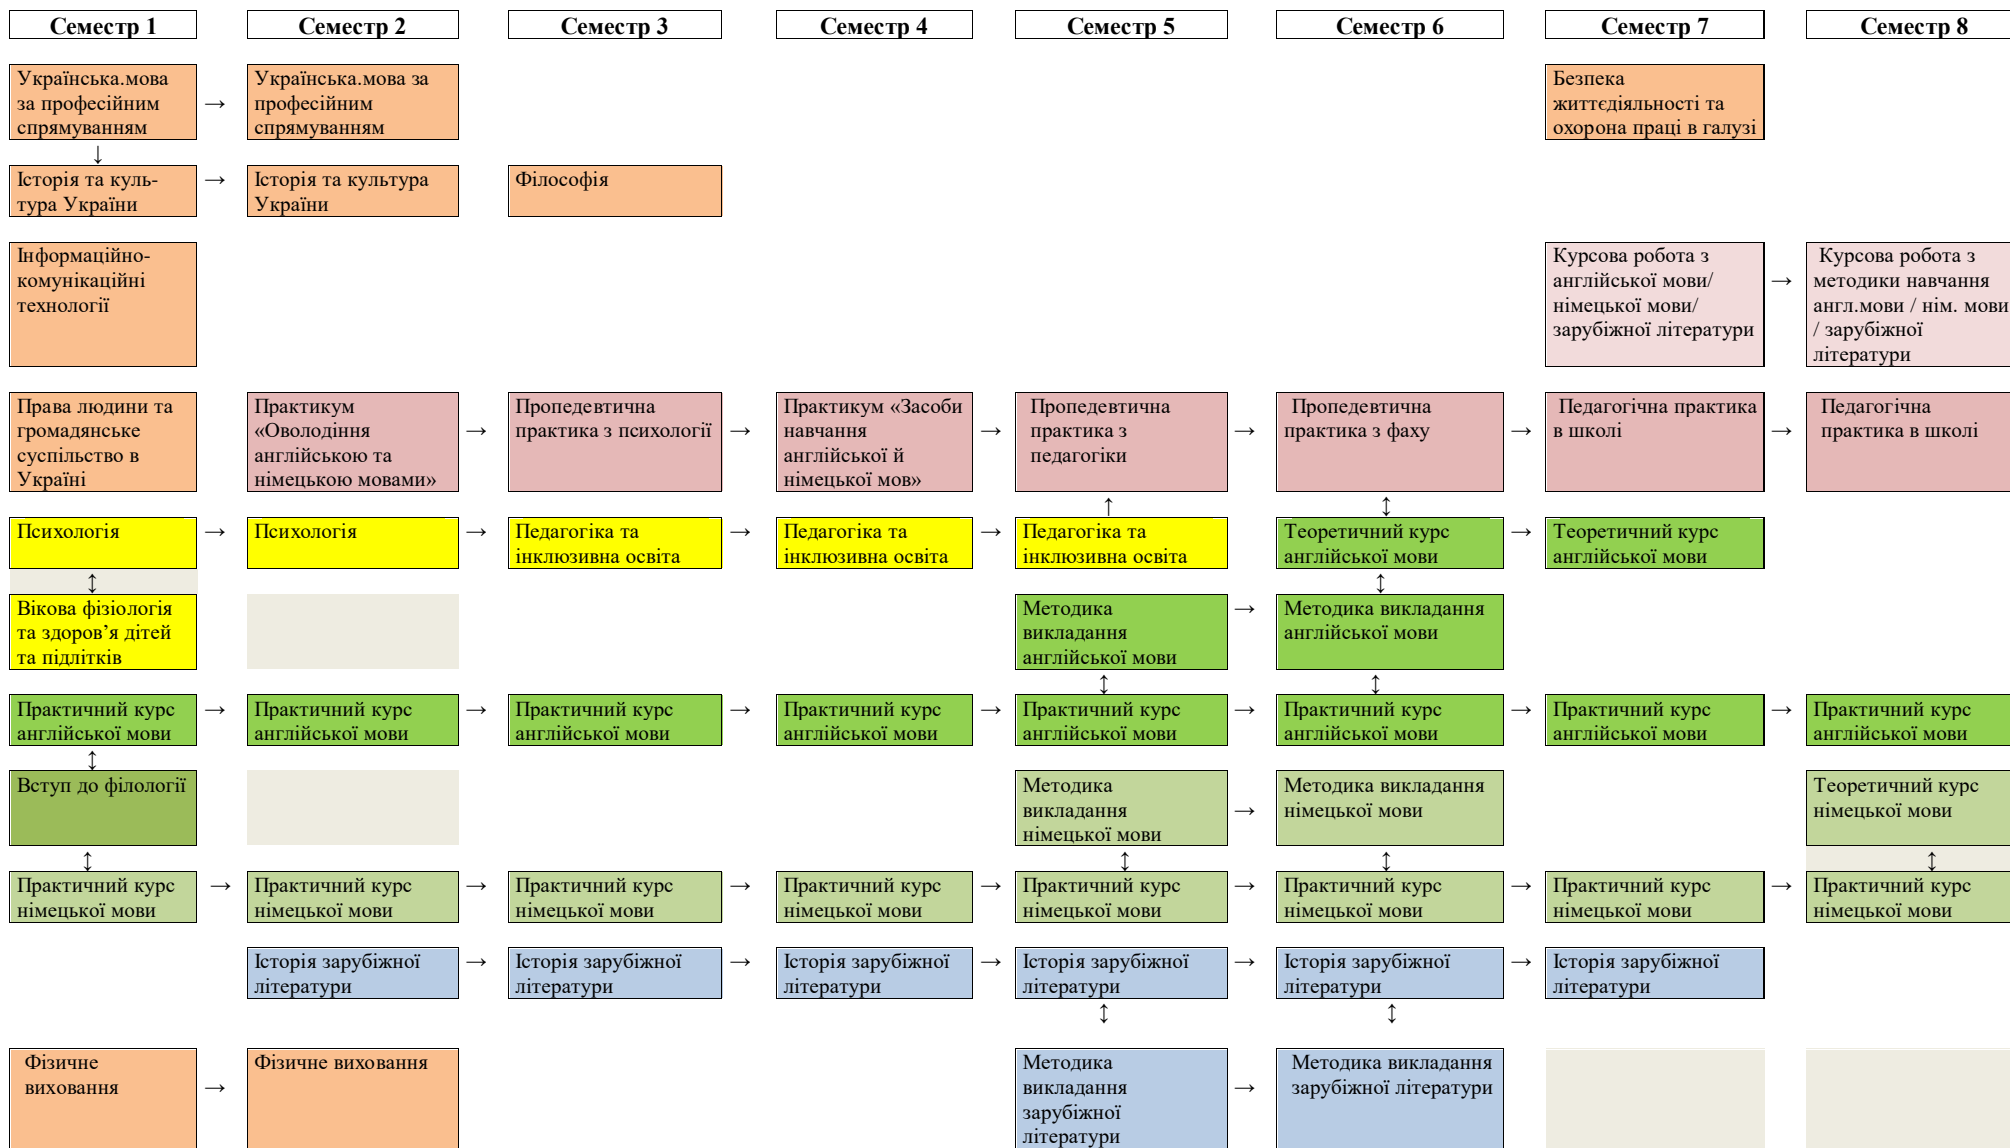 Семестр 1
Семестр 2
Семестр 3
Семестр 4
Семестр 5
Семестр 6
Семестр 7
Семестр 8
Українська.мова
за професійним
спрямуванням
→
Українська.мова за
професійним
спрямуванням
Безпека
життєдіяльності та
охорона праці в галузі
↓
Історія та куль-
тура України
→
Історія та культура
України
Філософія
Інформаційно-
комунікаційні
технології
Курсова робота з
англійської мови/
німецької мови/
зарубіжної літератури
→
Курсова робота з
методики навчання
англ.мови / нім. мови
/ зарубіжної
літератури
Права людини та
громадянське
суспільство в
Україні
Практикум
«Оволодіння
англійською та
німецькою мовами»
→
Пропедевтична
практика з психології
→
Практикум «Засоби
навчання
англійської й
німецької мов»
→
Пропедевтична
практика з
педагогіки
→
Пропедевтична
практика з фаху
→
Педагогічна практика
в школі
→
Педагогічна
практика в школі
↑
↕
Психологія
→
Психологія
→
Педагогіка та
інклюзивна освіта
→
Педагогіка та
інклюзивна освіта
→
Педагогіка та
інклюзивна освіта
Теоретичний курс
англійської мови
→
Теоретичний курс
англійської мови
↕
↕
Вікова фізіологія
та здоров’я дітей
та підлітків
Методика
викладання
англійської мови
→
Методика викладання
англійської мови
↕
↕
Практичний курс
англійської мови
→
Практичний курс
англійської мови
→
Практичний курс
англійської мови
→
Практичний курс
англійської мови
→
Практичний курс
англійської мови
→
Практичний курс
англійської мови
→
Практичний курс
англійської мови
→
Практичний курс
англійської мови
↕
Вступ до філології
Методика
викладання
німецької мови
→
Методика викладання
німецької мови
Теоретичний курс
німецької мови
↕
↕
↕
↕
Практичний курс
німецької мови
→
Практичний курс
німецької мови
→
Практичний курс
німецької мови
→
Практичний курс
німецької мови
→
Практичний курс
німецької мови
→
Практичний курс
німецької мови
→
Практичний курс
німецької мови
→
Практичний курс
німецької мови
Історія зарубіжної
літератури
→
Історія зарубіжної
літератури
→
Історія зарубіжної
літератури
→
Історія зарубіжної
літератури
→
Історія зарубіжної
літератури
→
Історія зарубіжної
літератури
↕
↕
Фізичне
виховання
→
Фізичне виховання
Методика
викладання
зарубіжної
літератури
→
Методика викладання
зарубіжної літератури